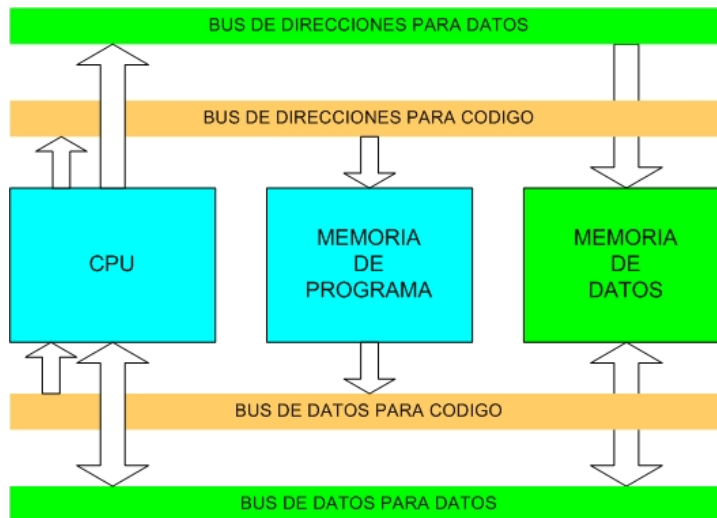 BUS DE DIRECCIONES PARA DATOS
BUS DE DIRECCIONES PARA CODIGO
CPU
MEMORIA
DE
PROGRAMA
MEMORIA
DE
DATOS
BUS DE DATOS PARA CODIGO
BUS DE DATOS PARA DATOS